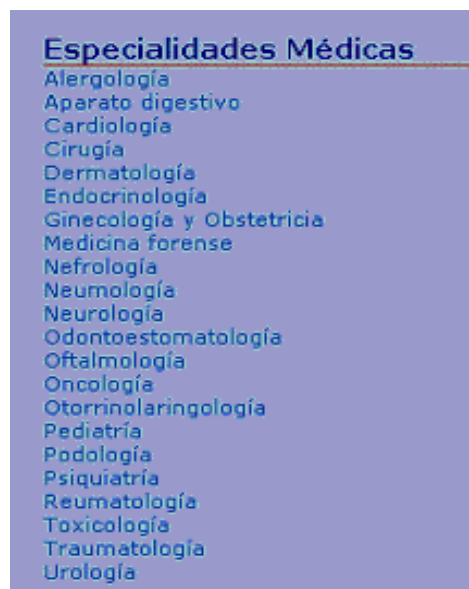 Especialidades Médicas
Alergología
Aparato digestivo
Cardiología
Cirugía
Dermatología
Endocrinología
Ginecología y Obstetricia
Medicina forense
Nefrología
Neumología
Neurología
Odontoestomatología
Oftalmología
Oncología
Otorrinolaringología
Pediatría
Podología
Psiquiatría
Reumatología
Toxicología
Traumatología
Urología